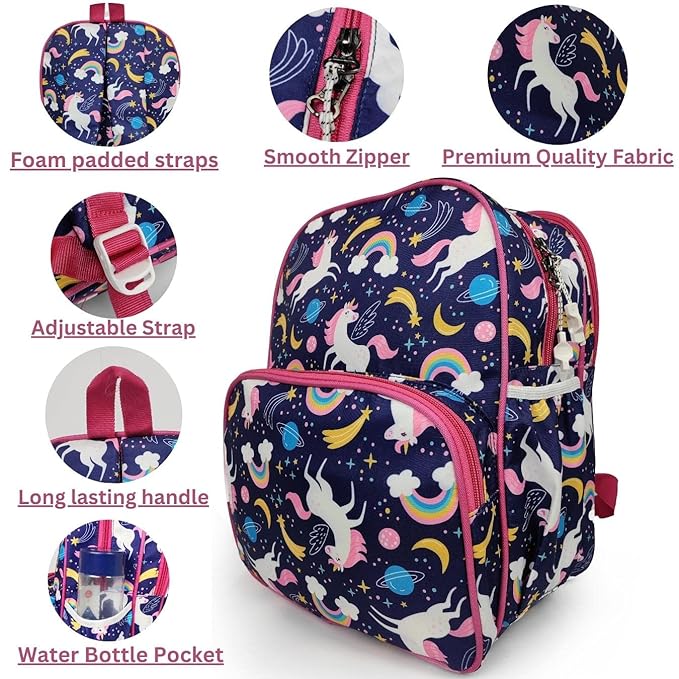 Foam padded straps
Smooth Zipper
Premium Quality Fabric
Adjustable Strap
Long lasting handle
Water Bottle Pocket